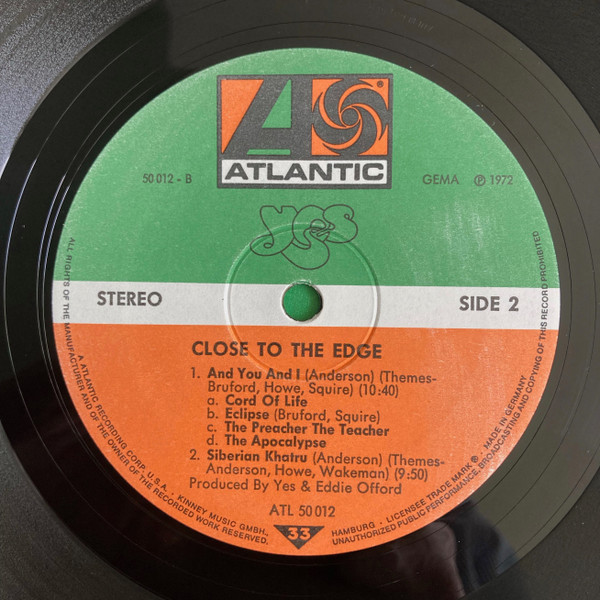 ATLANTIC
®
50 012 - B
GEMA ℗ 1972
yes
STEREO
SIDE 2
CLOSE TO THE EDGE
1. And You And I (Anderson) (Themes-
Bruford, Howe, Squire) (10:40)
a. Cord Of Life
b. Eclipse (Bruford, Squire)
c. The Preacher The Teacher
d. The Apocalypse
2. Siberian Khatru (Anderson) (Themes-
Anderson, Howe, Wakeman) (9:50)
Produced By Yes & Eddie Offord
ATL 50 012
33
ALL RIGHTS OF THE MANUFACTURER AND OF THE OWNER OF THE RECORDED WORK RESERVED.
UNAUTHORIZED PUBLIC PERFORMANCE, BROADCASTING AND COPYING OF THIS RECORD PROHIBITED
A ATLANTIC RECORDING CORP., U.S.A. · KINNEY MUSIC GMBH., HAMBURG · LICENSEE TRADE MARK ® · MADE IN GERMANY